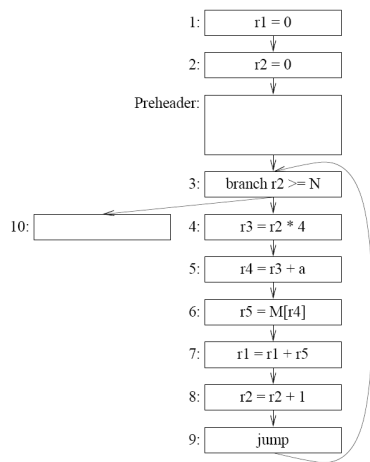 1: r1 = 0
2: r2 = 0
Preheader:
3: branch r2 >= N
10:
4: r3 = r2 * 4
5: r4 = r3 + a
6: r5 = M[r4]
7: r1 = r1 + r5
8: r2 = r2 + 1
9: jump